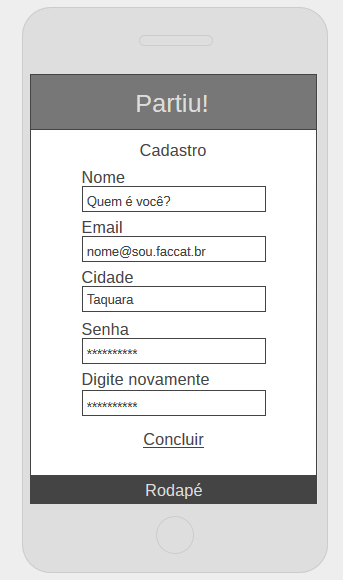 Partiu!
Cadastro
Nome
Quem é você?
Email
nome@sou.faccat.br
Cidade
Taquara
Senha
**********
Digite novamente
**********
Concluir
Rodapé